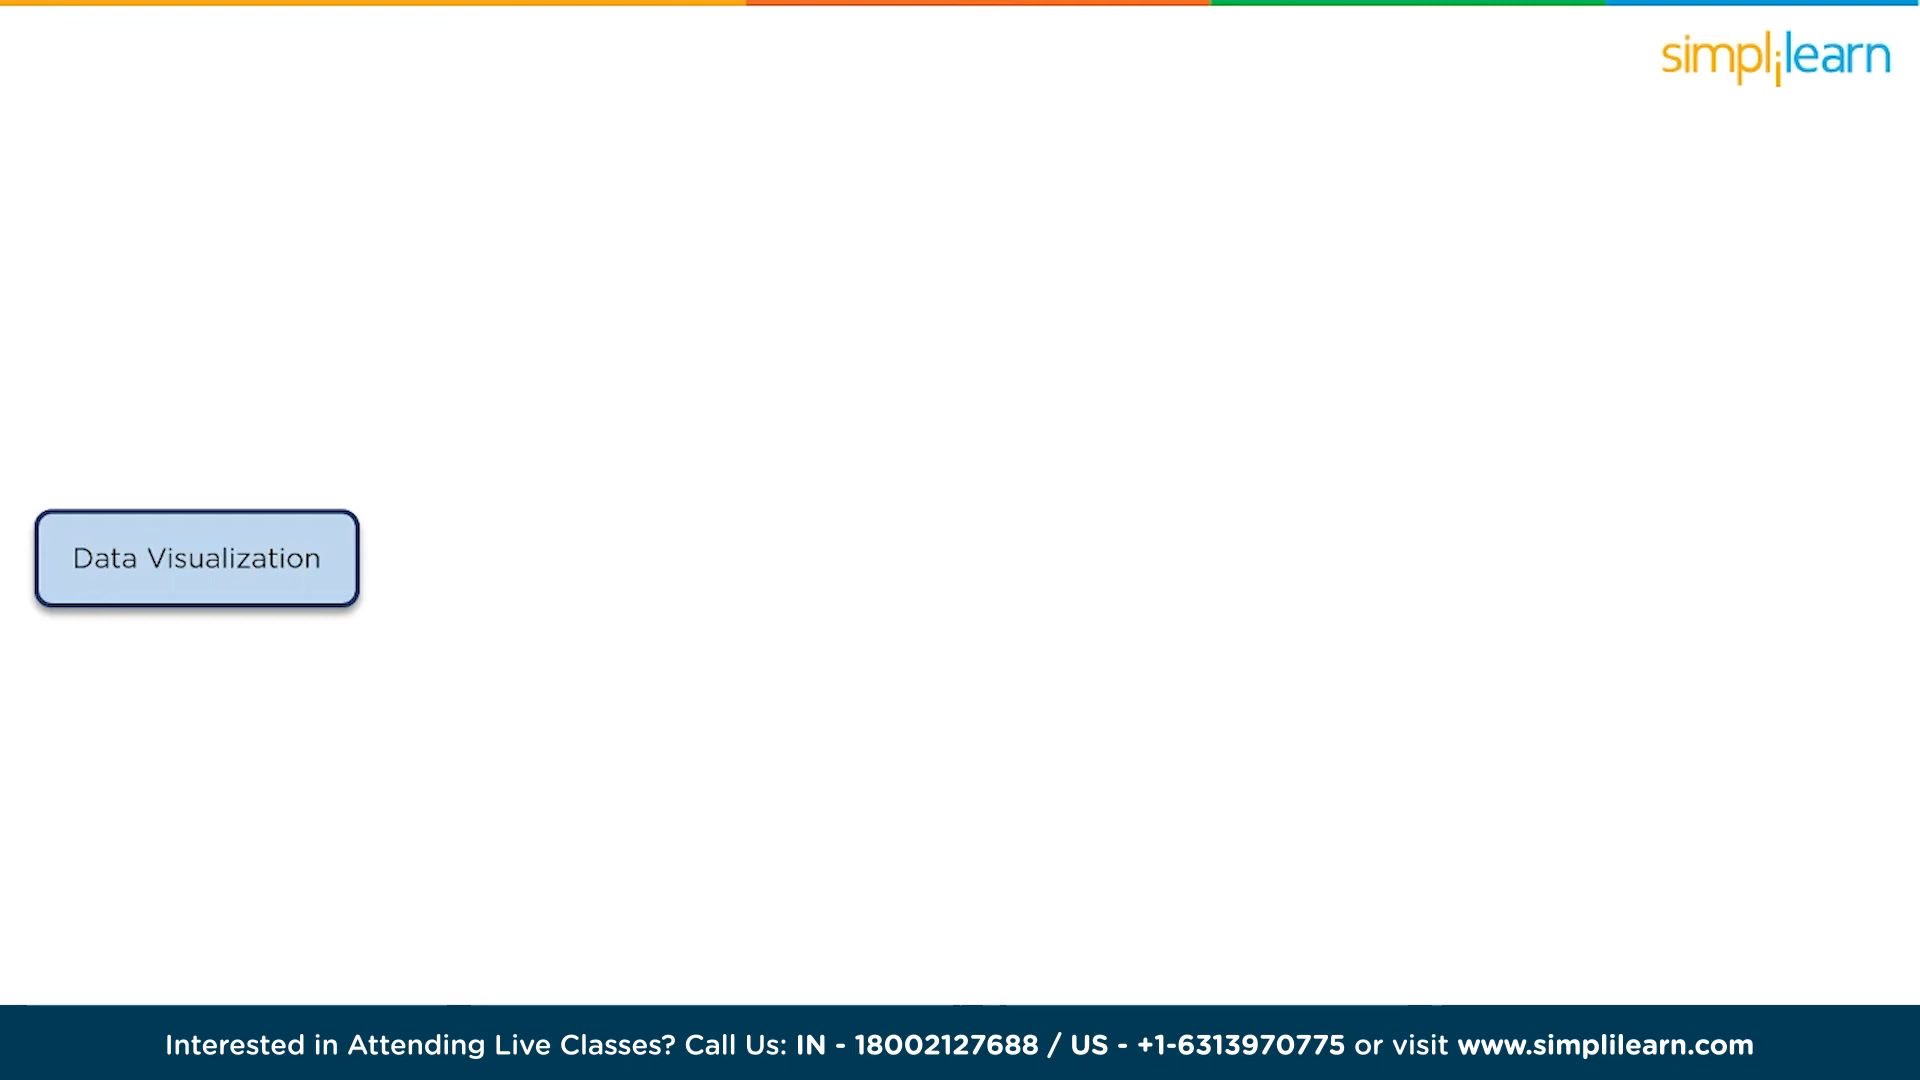 simplilearn
Data Visualization
Interested in Attending Live Classes? Call Us: IN - 18002127688 / US - +1-6313970775 or visit www.simplilearn.com